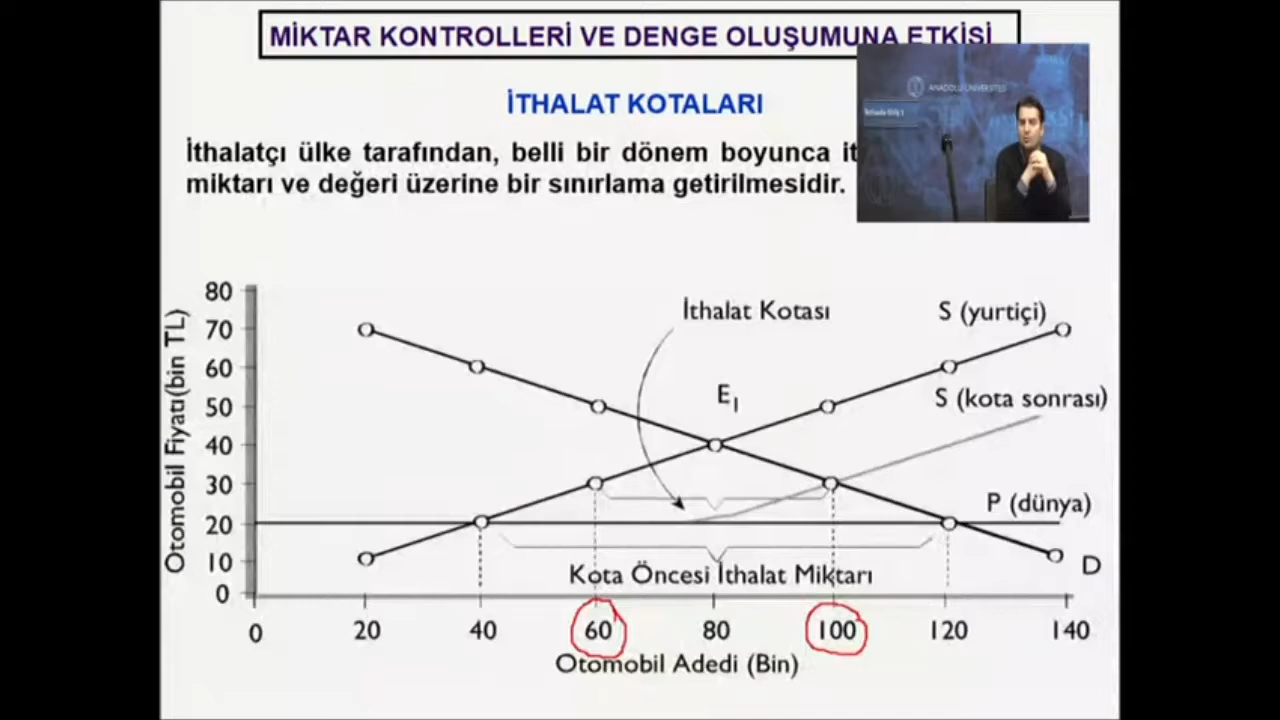 MİKTAR KONTROLLERİ VE DENGE OLUŞUMUNA ETKİSİ
ANADOLU ÜNİVERSİTESİ
İTHALAT KOTALARI
İthalatçı ülke tarafından, belli bir dönem boyunca it
miktarı ve değeri üzerine bir sınırlama getirilmesidir.
Otomobil Fiyatı(bin TL)
80
70
60
50
40
30
20
10
0
İthalat Kotası
S (yurtiçi)
E1
S (kota sonrası)
P (dünya)
Kota Öncesi İthalat Miktarı
D
0 20 40 60 80 100 120 140
Otomobil Adedi (Bin)